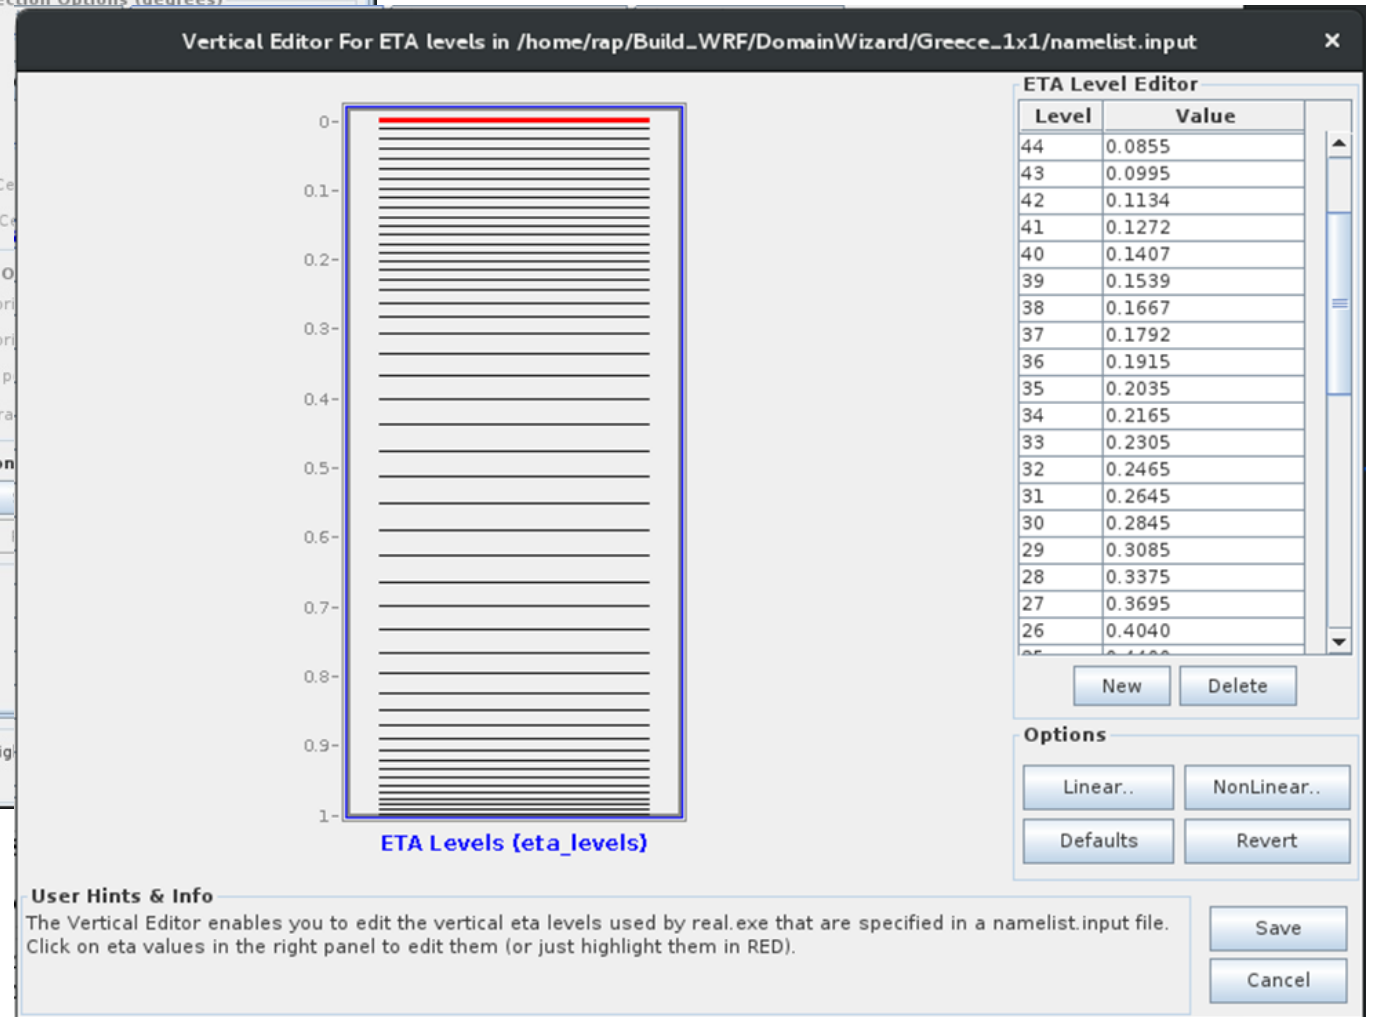 ction Options (degrees)
Vertical Editor For ETA levels in /home/rap/Build_WRF/DomainWizard/Greece_1x1/namelist.input ×
ETA Level Editor
Level Value
44 0.0855
43 0.0995
42 0.1134
41 0.1272
40 0.1407
39 0.1539
38 0.1667
37 0.1792
36 0.1915
35 0.2035
34 0.2165
33 0.2305
32 0.2465
31 0.2645
30 0.2845
29 0.3085
28 0.3375
27 0.3695
26 0.4040
New Delete
Options
Linear.. NonLinear..
Defaults Revert
0-
0.1-
0.2-
0.3-
0.4-
0.5-
0.6-
0.7-
0.8-
0.9-
1-
ETA Levels (eta_levels)
User Hints & Info
The Vertical Editor enables you to edit the vertical eta levels used by real.exe that are specified in a namelist.input file.
Click on eta values in the right panel to edit them (or just highlight them in RED).
Save
Cancel